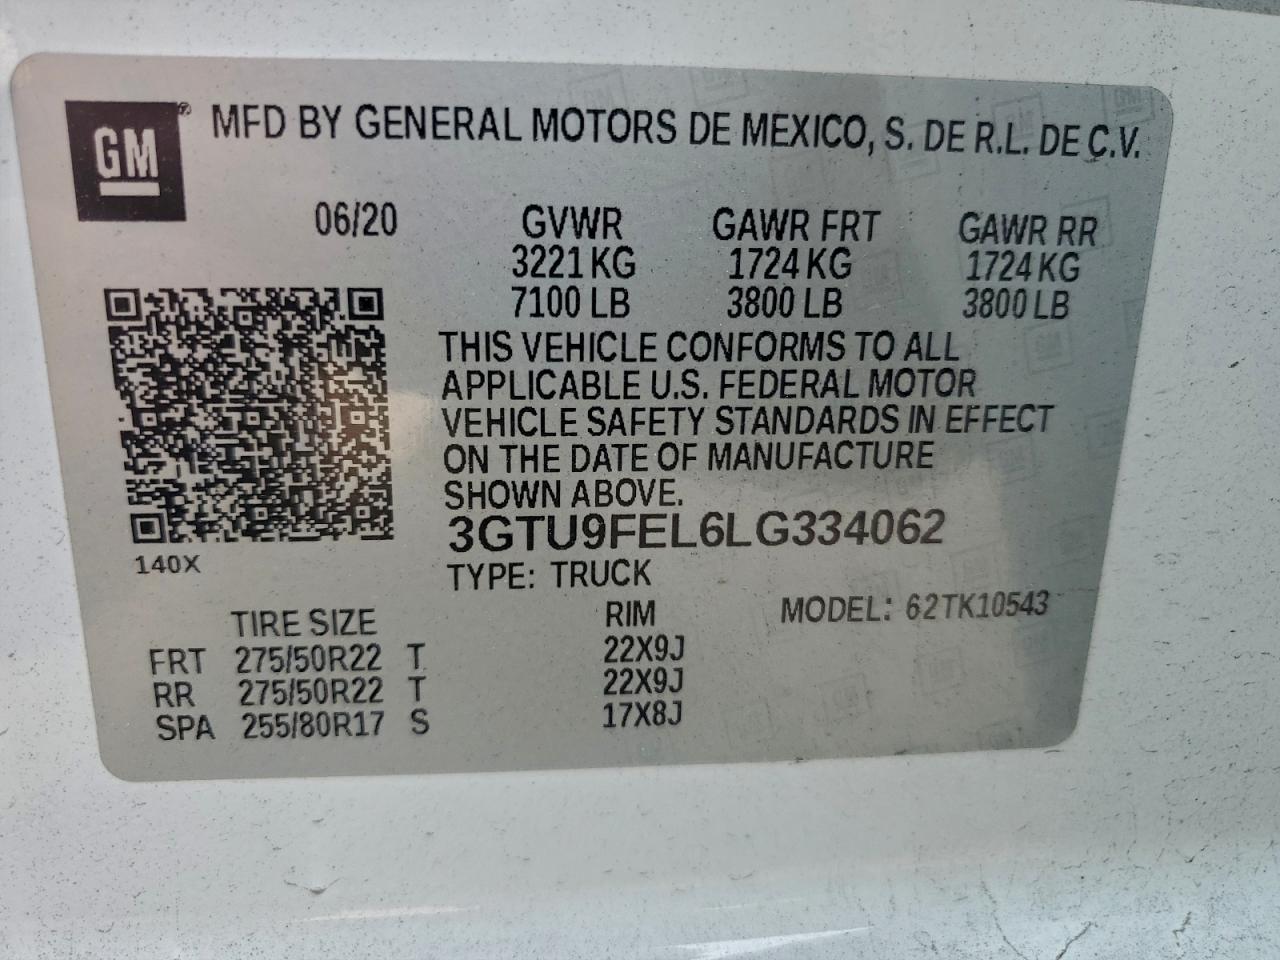 GM® MFD BY GENERAL MOTORS DE MEXICO, S. DE R.L. DE C.V.
06/20 GVWR GAWR FRT GAWR RR
3221 KG 1724 KG 1724 KG
7100 LB 3800 LB 3800 LB
THIS VEHICLE CONFORMS TO ALL
APPLICABLE U.S. FEDERAL MOTOR
VEHICLE SAFETY STANDARDS IN EFFECT
ON THE DATE OF MANUFACTURE
SHOWN ABOVE.
3GTU9FEL6LG334062
140X
TYPE: TRUCK
TIRE SIZE RIM MODEL: 62TK10543
FRT 275/50R22 T 22X9J
RR 275/50R22 T 22X9J
SPA 255/80R17 S 17X8J